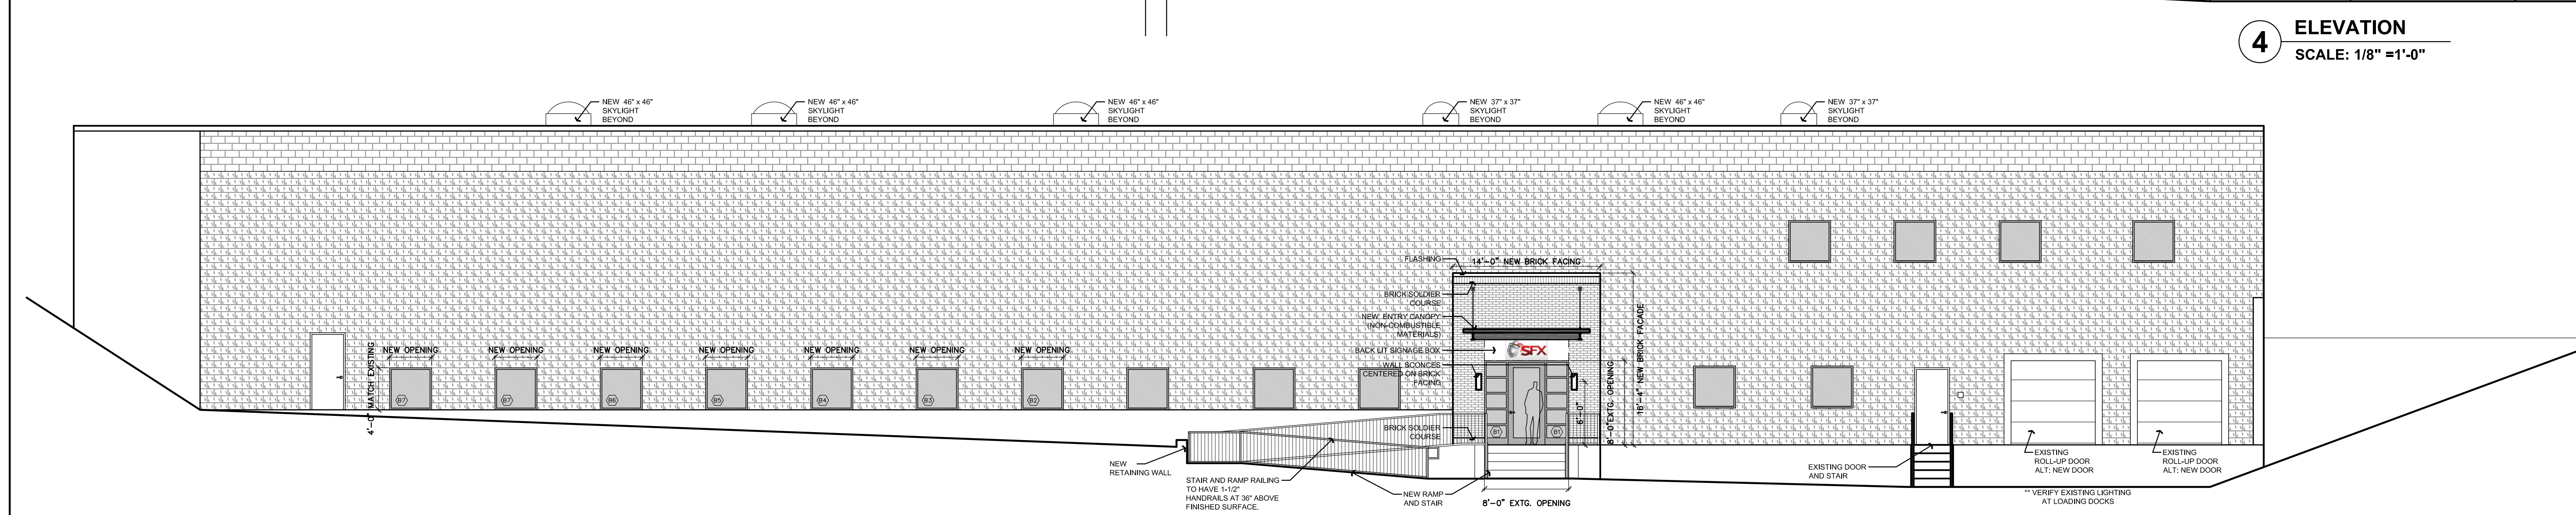 4
ELEVATION
SCALE: 1/8" =1'-0"
NEW 46" x 46"
SKYLIGHT
BEYOND
NEW 46" x 46"
SKYLIGHT
BEYOND
NEW 46" x 46"
SKYLIGHT
BEYOND
NEW 37" x 37"
SKYLIGHT
BEYOND
NEW 46" x 46"
SKYLIGHT
BEYOND
NEW 37" x 37"
SKYLIGHT
BEYOND
FLASHING
14'-0" NEW BRICK FACING
BRICK SOLDIER
COURSE
NEW ENTRY CANOPY
(NON-COMBUSTIBLE
MATERIALS)
BACK LIT SIGNAGE BOX
SFX
WALL SCONCES
CENTERED ON BRICK
FACING
BRICK SOLDIER
COURSE
6'-0"
8'-0" EXTG. OPENING
16'-4" NEW BRICK FACADE
4'-0" MATCH EXISTING
NEW OPENING
NEW OPENING
NEW OPENING
NEW OPENING
NEW OPENING
NEW OPENING
NEW OPENING
B7
B7
B6
B5
B4
B3
B2
B1
B1
NEW
RETAINING WALL
STAIR AND RAMP RAILING
TO HAVE 1-1/2"
HANDRAILS AT 36" ABOVE
FINISHED SURFACE,
NEW RAMP
AND STAIR
8'-0" EXTG. OPENING
EXISTING DOOR
AND STAIR
EXISTING
ROLL-UP DOOR
ALT: NEW DOOR
EXISTING
ROLL-UP DOOR
ALT: NEW DOOR
** VERIFY EXISTING LIGHTING
AT LOADING DOCKS